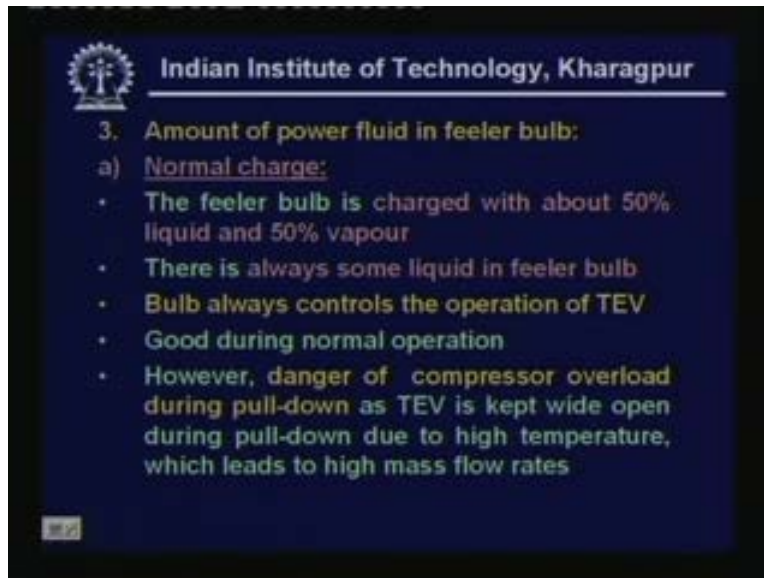 Indian Institute of Technology, Kharagpur
3. Amount of power fluid in feeler bulb:
a) Normal charge:
• The feeler bulb is charged with about 50%
liquid and 50% vapour
• There is always some liquid in feeler bulb
• Bulb always controls the operation of TEV
• Good during normal operation
• However, danger of compressor overload
during pull-down as TEV is kept wide open
during pull-down due to high temperature,
which leads to high mass flow rates